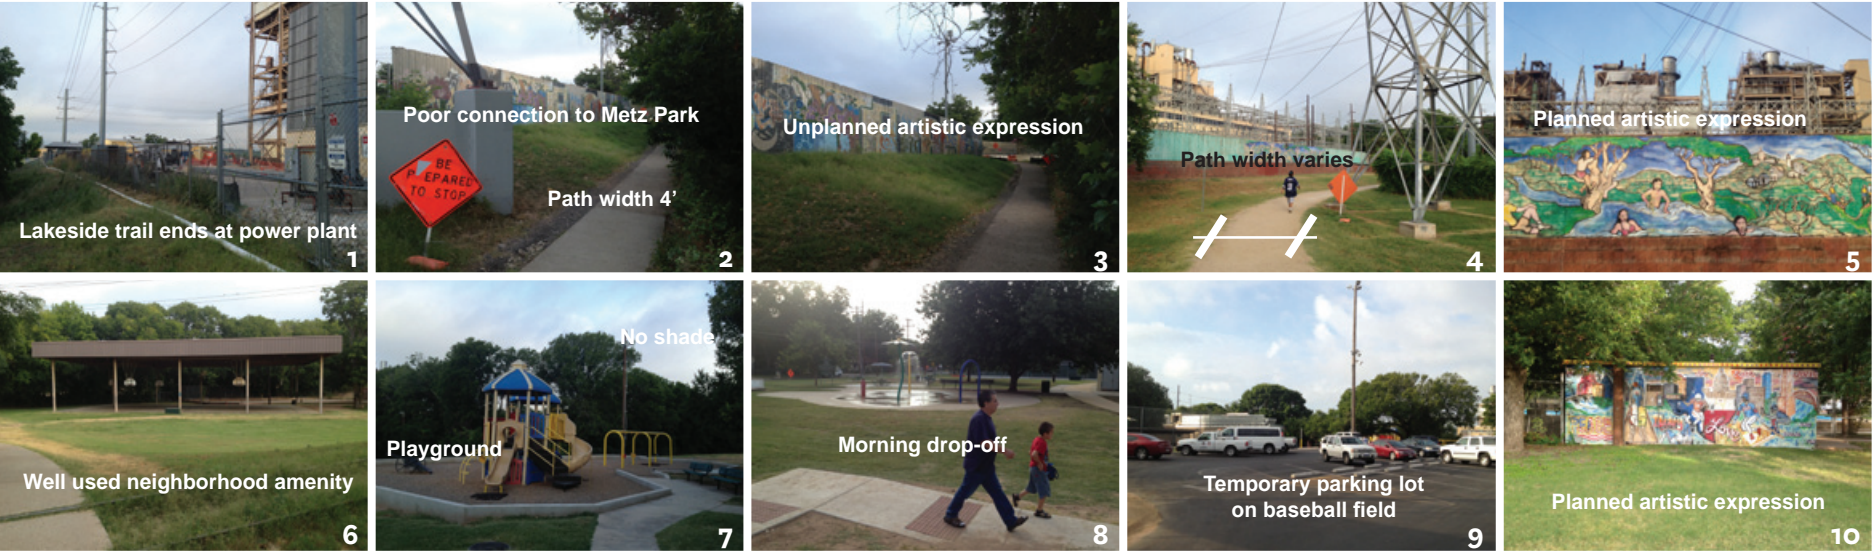 Lakeside trail ends at power plant
1
Poor connection to Metz Park
BE
P EPARED
TO STOP
Path width 4'
2
Unplanned artistic expression
3
Path width varies
4
Planned artistic expression
5
Well used neighborhood amenity
6
No shade
Playground
7
Morning drop-off
8
Temporary parking lot
on baseball field
9
Planned artistic expression
10